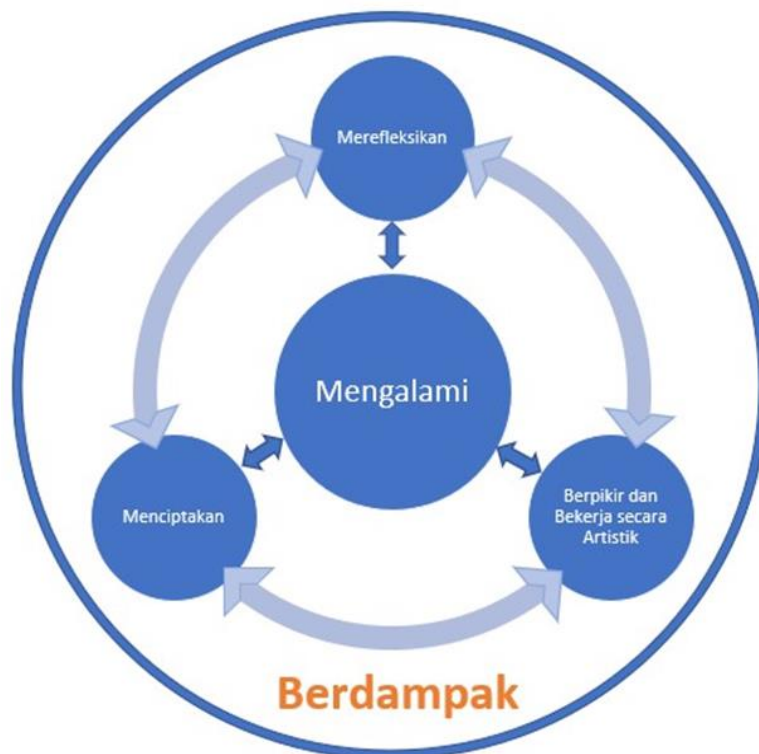 Merefleksikan
Mengalami
Menciptakan
Berpikir dan
Bekerja secara
Artistik
Berdampak